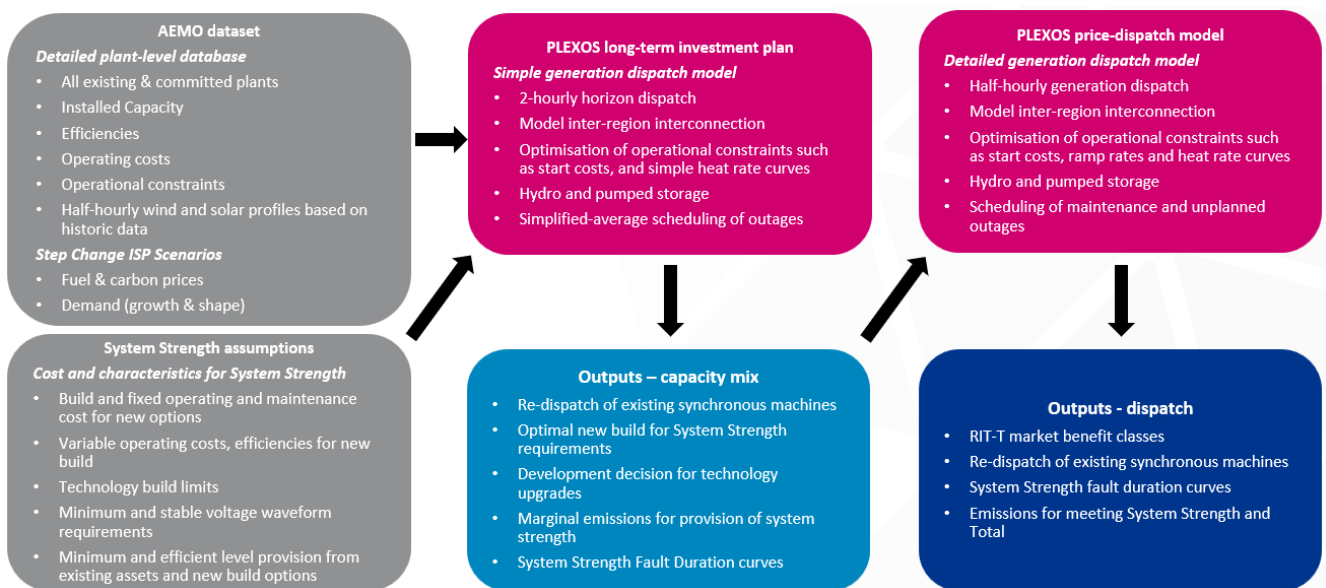 AEMO dataset
Detailed plant-level database
• All existing & committed plants
• Installed Capacity
• Efficiencies
• Operating costs
• Operational constraints
• Half-hourly wind and solar profiles based on
historic data
Step Change ISP Scenarios
• Fuel & carbon prices
• Demand (growth & shape)
System Strength assumptions
Cost and characteristics for System Strength
• Build and fixed operating and maintenance
cost for new options
• Variable operating costs, efficiencies for new
build
• Technology build limits
• Minimum and stable voltage waveform
requirements
• Minimum and efficient level provision from
existing assets and new build options
PLEXOS long-term investment plan
Simple generation dispatch model
• 2-hourly horizon dispatch
• Model inter-region interconnection
• Optimisation of operational constraints such
as start costs, and simple heat rate curves
• Hydro and pumped storage
• Simplified-average scheduling of outages
Outputs – capacity mix
• Re-dispatch of existing synchronous machines
• Optimal new build for System Strength
requirements
• Development decision for technology
upgrades
• Marginal emissions for provision of system
strength
• System Strength Fault Duration curves
PLEXOS price-dispatch model
Detailed generation dispatch model
• Half-hourly generation dispatch
• Model inter-region interconnection
• Optimisation of operational constraints such
as start costs, ramp rates and heat rate curves
• Hydro and pumped storage
• Scheduling of maintenance and unplanned
outages
Outputs - dispatch
• RIT-T market benefit classes
• Re-dispatch of existing synchronous machines
• System Strength fault duration curves
• Emissions for meeting System Strength and
Total